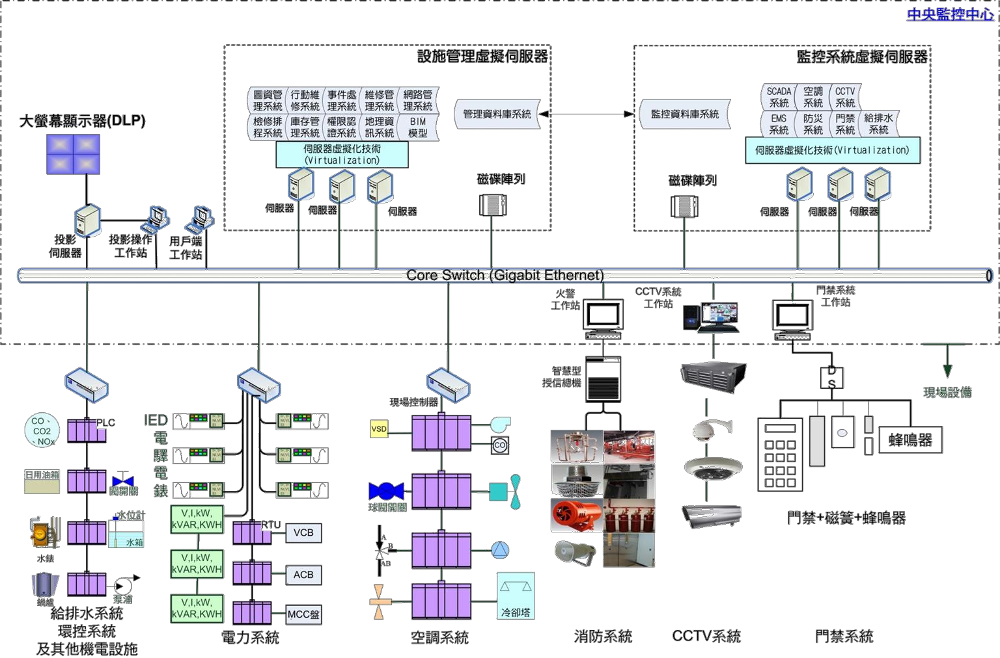 中央監控中心
設施管理虛擬伺服器
監控系統虛擬伺服器
圖資管
理系統
行動維
修系統
事件處
理系統
維修管
理系統
網路管
理系統
檢修排
程系統
庫存管
理系統
權限認
證系統
地理資
訊系統
BIM
模型
管理資料庫系統
監控資料庫系統
SCADA
系統
空調
系統
CCTV
系統
EMS
系統
防災
系統
門禁
系統
給排水
系統
大螢幕顯示器(DLP)
伺服器虛擬化技術
(Virtualization)
伺服器虛擬化技術(Virtualization)
磁碟陣列
磁碟陣列
伺服器
伺服器
伺服器
伺服器
伺服器
伺服器
投影
伺服器
投影操作
工作站
用戶端
工作站
Core Switch (Gigabit Ethernet)
火警
工作站
CCTV系統
工作站
門禁系統
工作站
智慧型
授信總機
D
S
現場設備
現場控制器
CO、
CO2
、NOx
PLC
IED
電
驛
電
錶
VSD
CO
蜂鳴器
日用油箱
閥開關
球閥開關
水位計
水箱
水錶
V,I,kW,
kVAR,KWH
V,I,kW,
kVAR,KWH
V,I,kW,
kVAR,KWH
RTU
VCB
ACB
MCC盤
A
B
AB
門禁+磁簧+蜂鳴器
鍋爐
泵浦
冷卻塔
給排水系統
環控系統
及其他機電設施
電力系統
空調系統
消防系統
CCTV系統
門禁系統